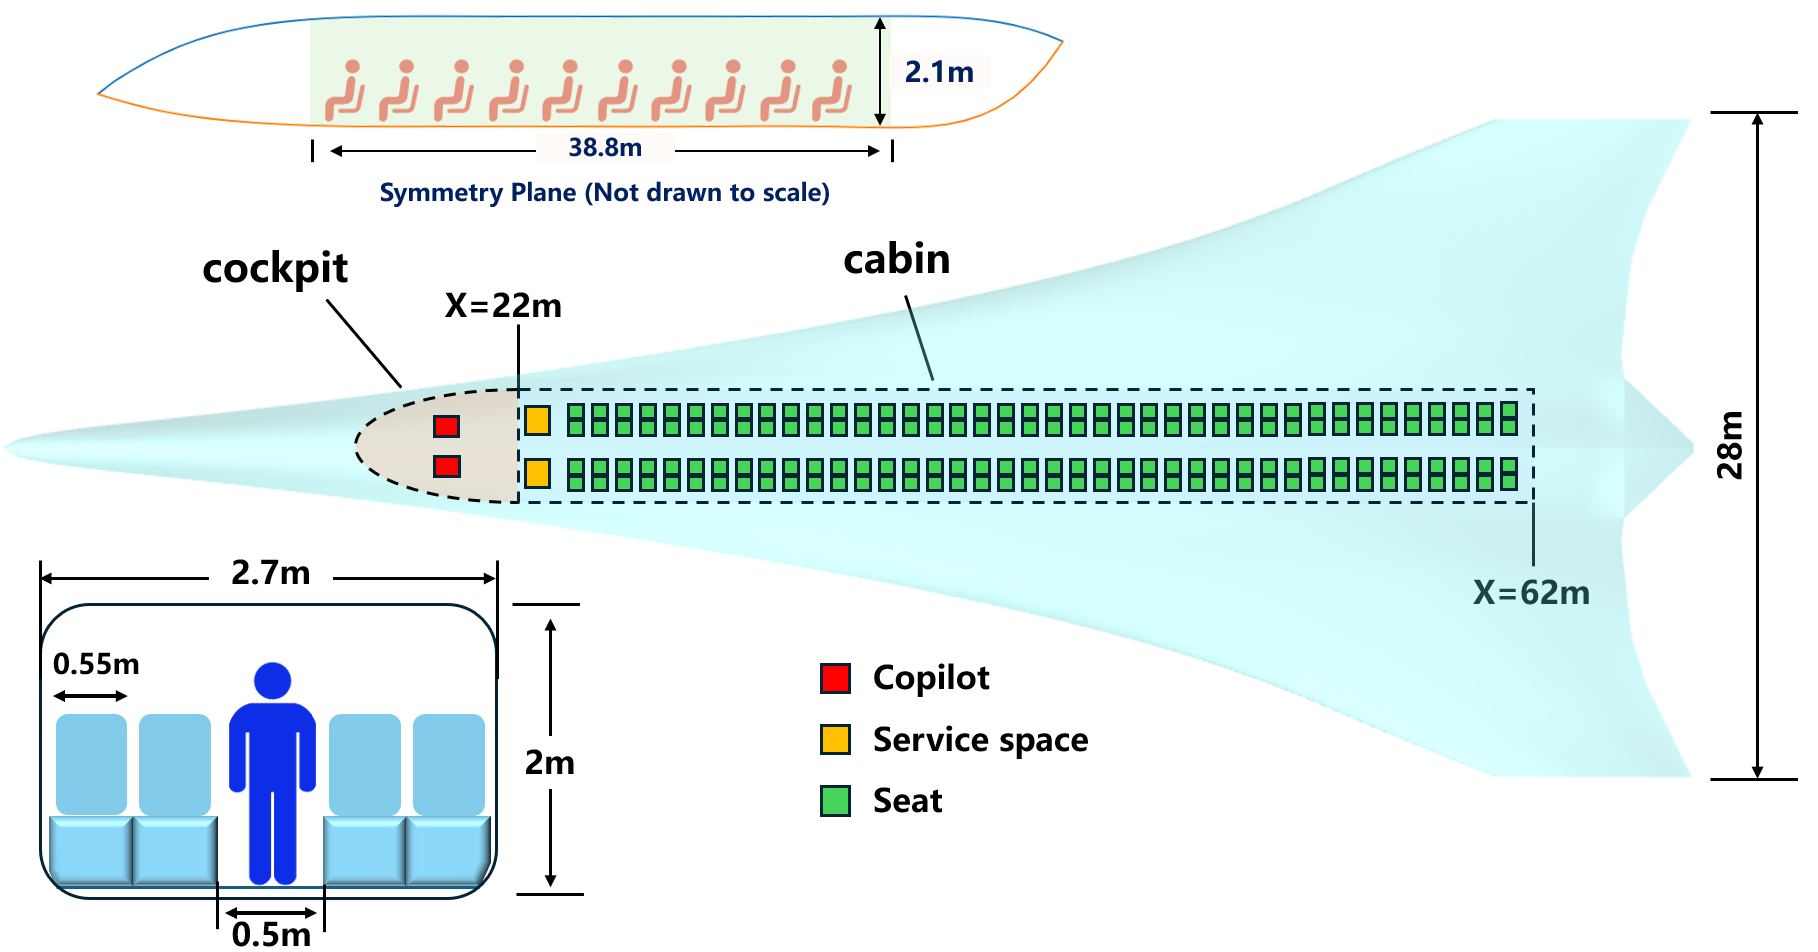 2.1m
38.8m
Symmetry Plane (Not drawn to scale)
cockpit
cabin
X=22m
28m
X=62m
2.7m
0.55m
2m
0.5m
Copilot
Service space
Seat